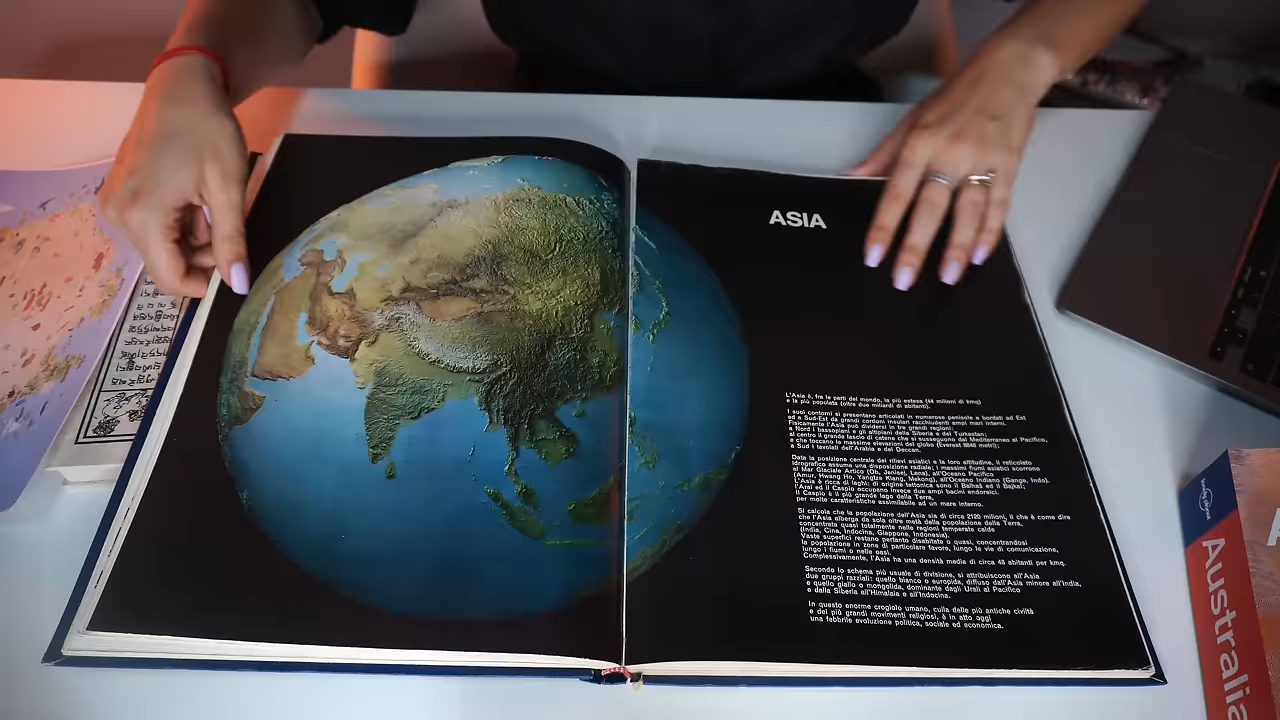 ASIA
L'Asia è, fra le parti del mondo, la più estesa (44 milioni di kmq)
e la più popolata (oltre due miliardi di abitanti).
I suoi contorni si presentano articolati in numerose penisole e bordati ad Est
ed a Sud-Est da grandi cordoni insulari racchiudenti ampi mari interni.
Fisicamente l'Asia può dividersi in tre grandi regioni:
a Nord i bassopiani e gli altipiani della Siberia e del Turkestan;
al centro il grande fascio di catene che si susseguono dal Mediterraneo al Pacifico,
e che toccano le massime elevazioni del globo (Everest 8848 metri);
a Sud i tavolati dell'Arabia e del Deccan.
Data la posizione centrale dei rilievi asiatici e la loro altitudine, il reticolato
idrografico assume una disposizione radiale; i massimi fiumi asiatici scorrono
al Mar Glaciale Artico (Ob, Jenisej, Lena), all'Oceano Pacifico
(Amur, Hwang Ho, Yangtze Kiang, Mekong), all'Oceano Indiano (Gange, Indo).
L'Asia è ricca di laghi: di origine tettonica sono il Balhaš ed il Bajkal;
l'Aral ed il Caspio occupano invece due ampi bacini endoreici.
Il Caspio è il più grande lago della Terra,
per molte caratteristiche assimilabile ad un mare interno.
Si calcola che la popolazione dell'Asia sia di circa 2120 milioni, il che è come dire
che l'Asia alberga da sola oltre metà della popolazione della Terra,
concentrata quasi totalmente nelle regioni temperate calde
(India, Cina, Indocina, Giappone, Indonesia).
Vaste superfici restano pertanto disabitate o quasi, concentrandosi
la popolazione in zone di particolare favore, lungo le vie di comunicazione,
lungo i fiumi o nelle oasi.
Complessivamente, l'Asia ha una densità media di circa 48 abitanti per kmq.
Secondo lo schema più usuale di divisione, si attribuiscono all'Asia
due gruppi razziali: quello bianco o europide, diffuso dall'Asia minore all'India,
e quello giallo o mongolide, dominante dagli Urali al Pacifico
e dalla Siberia all'Himalaia e all'Indocina.
In questo enorme crogiolo umano, culla delle più antiche civiltà
e dei più grandi movimenti religiosi, è in atto oggi
una febbrile evoluzione politica, sociale ed economica.
lonely planet
Australia